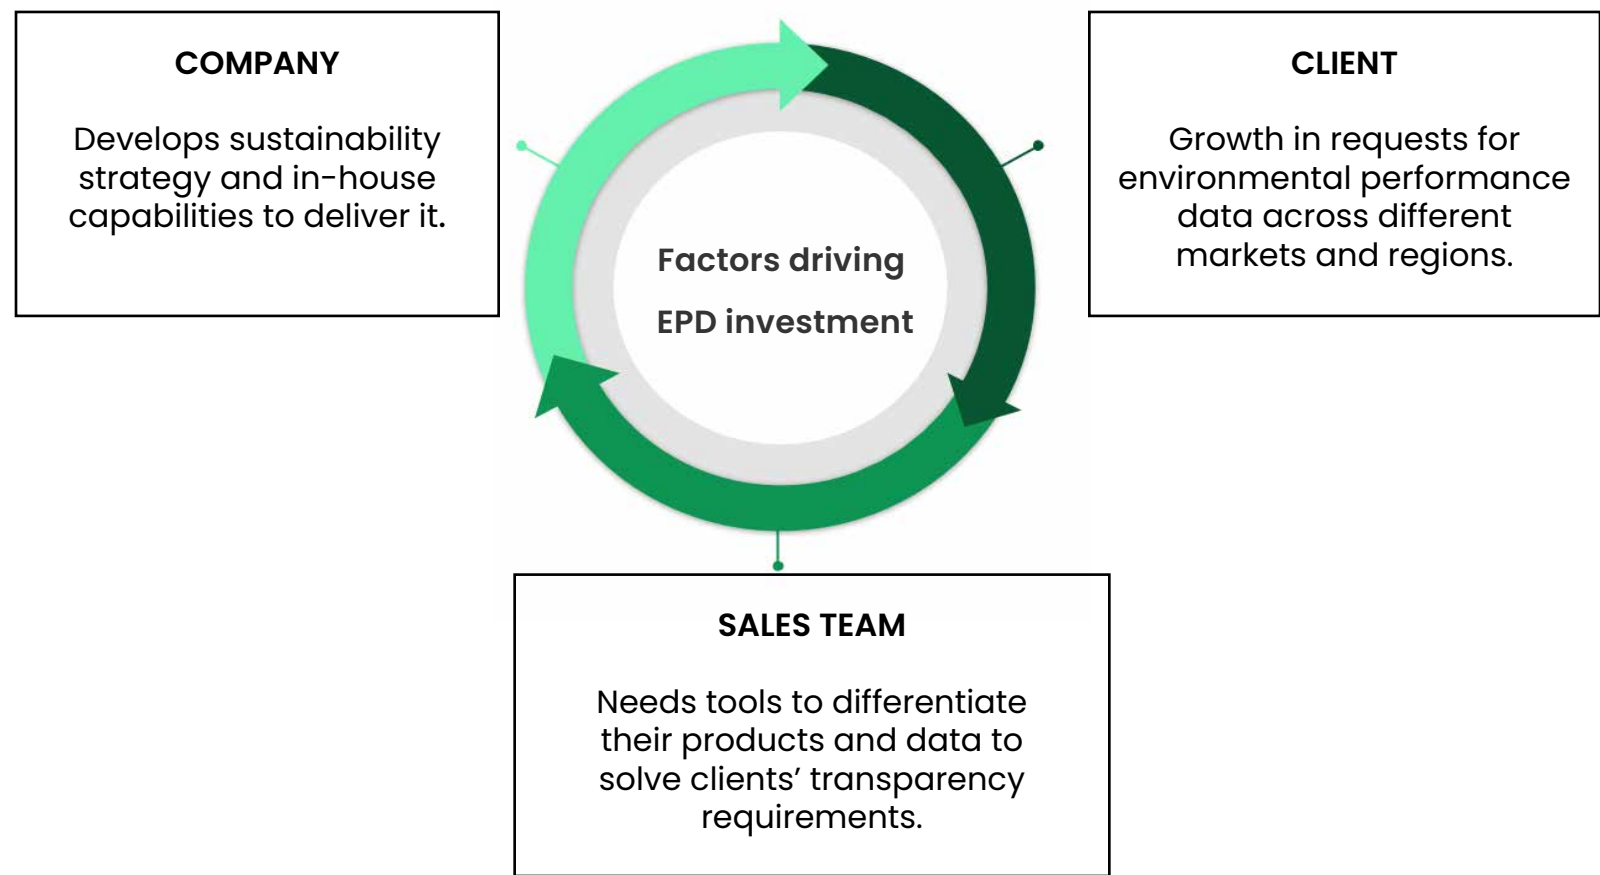 COMPANY
Develops sustainability
strategy and in-house
capabilities to deliver it.
Factors driving
EPD investment
CLIENT
Growth in requests for
environmental performance
data across different
markets and regions.
SALES TEAM
Needs tools to differentiate
their products and data to
solve clients’ transparency
requirements.